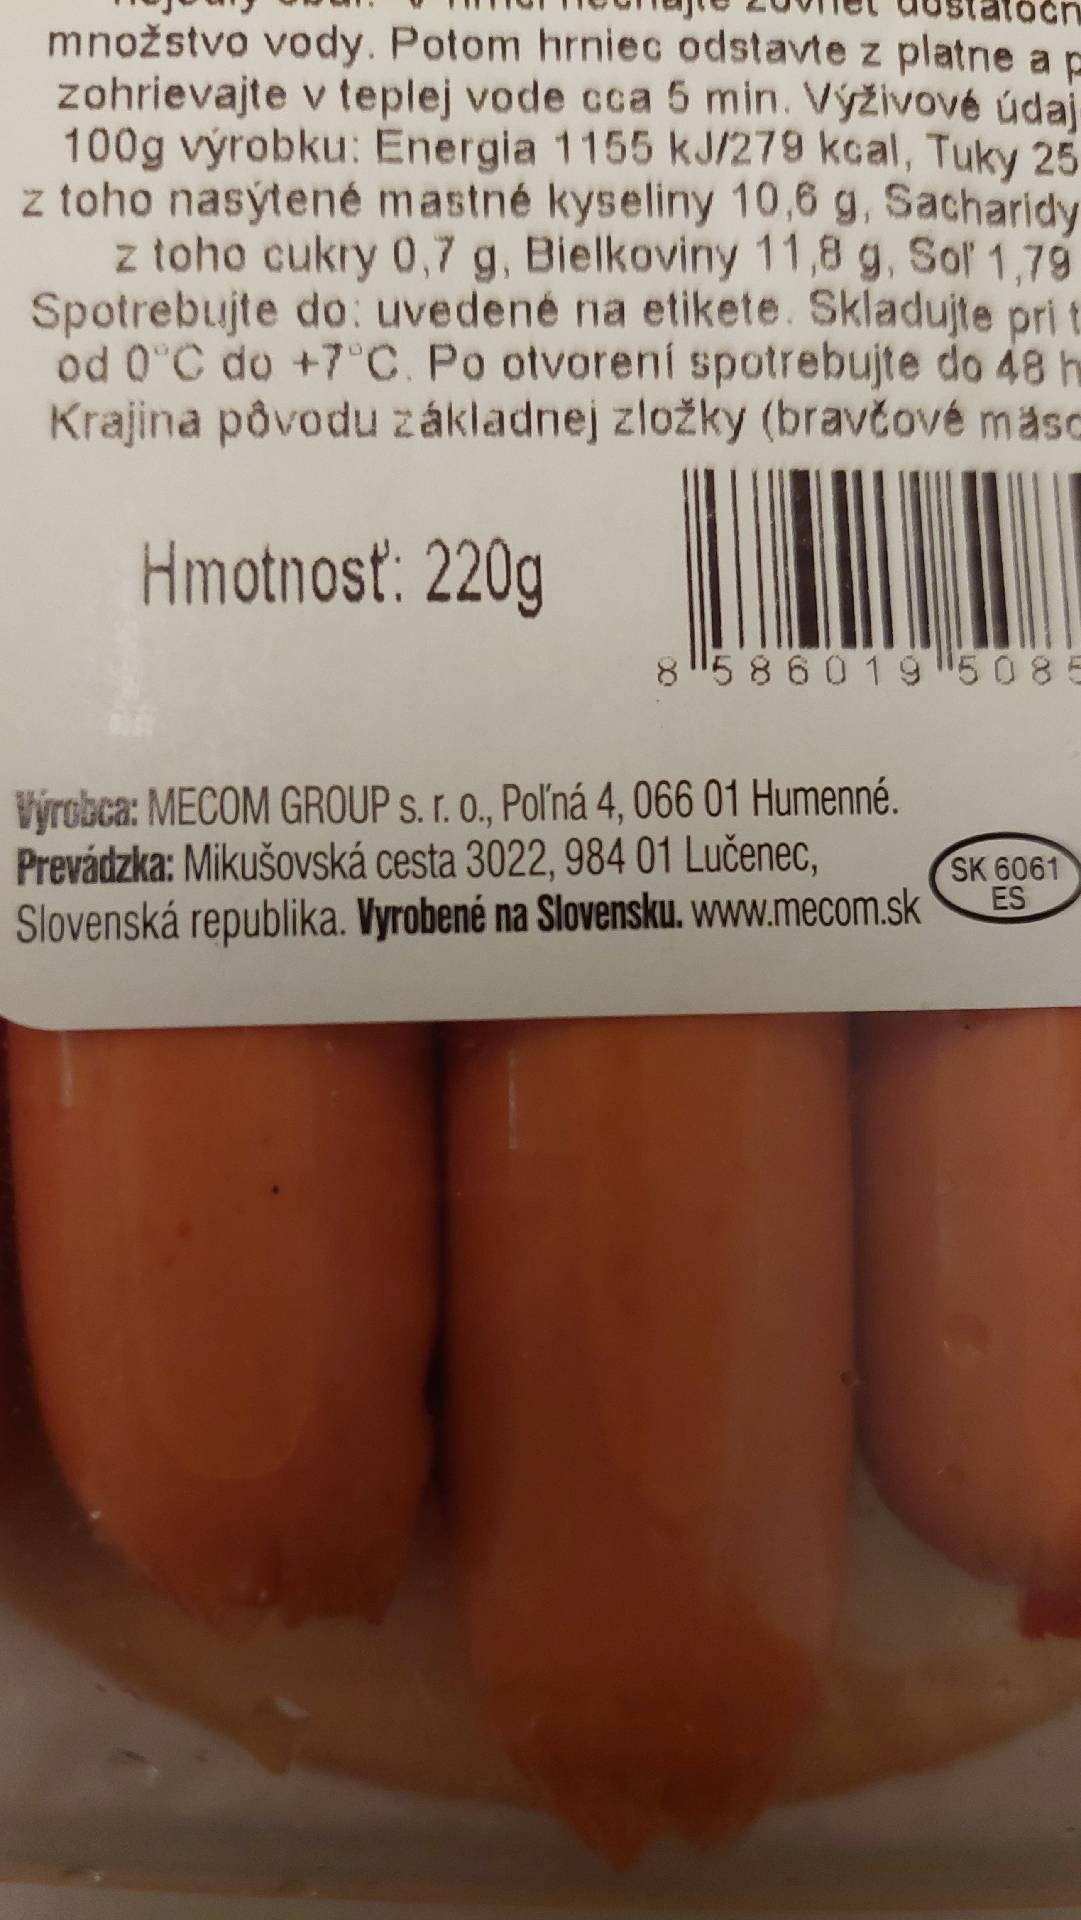 množstvo vody. Potom hrniec odstavte z platne a
zohrievajte v teplej vode cca 5 min. Výživové údaj
100g výrobku: Energia 1155 kJ/279 kcal, Tuky 25
z toho nasýtené mastné kyseliny 10,6 g, Sacharidy
z toho cukry 0,7 g, Bielkoviny 11,8 g, Soľ 1,79
Spotrebujte do: uvedené na etikete. Skladujte pri t
od 0°C do +7°C. Po otvorení spotrebujte do 48 h
Krajina pôvodu základnej zložky (bravčové mäso
Hmotnosť: 220g
8 586019 5085
Výrobca: MECOM GROUP s. r. o., Poľná 4, 066 01 Humenné.
Prevádzka: Mikušovská cesta 3022, 984 01 Lučenec,
Slovenská republika. Vyrobené na Slovensku. www.mecom.sk
SK 6061
ES